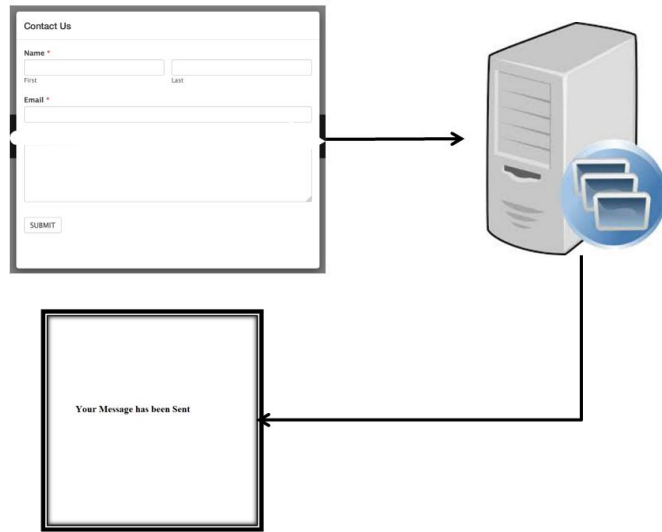 Contact Us
Name *
First Last
Email *
SUBMIT
Your Message has been Sent